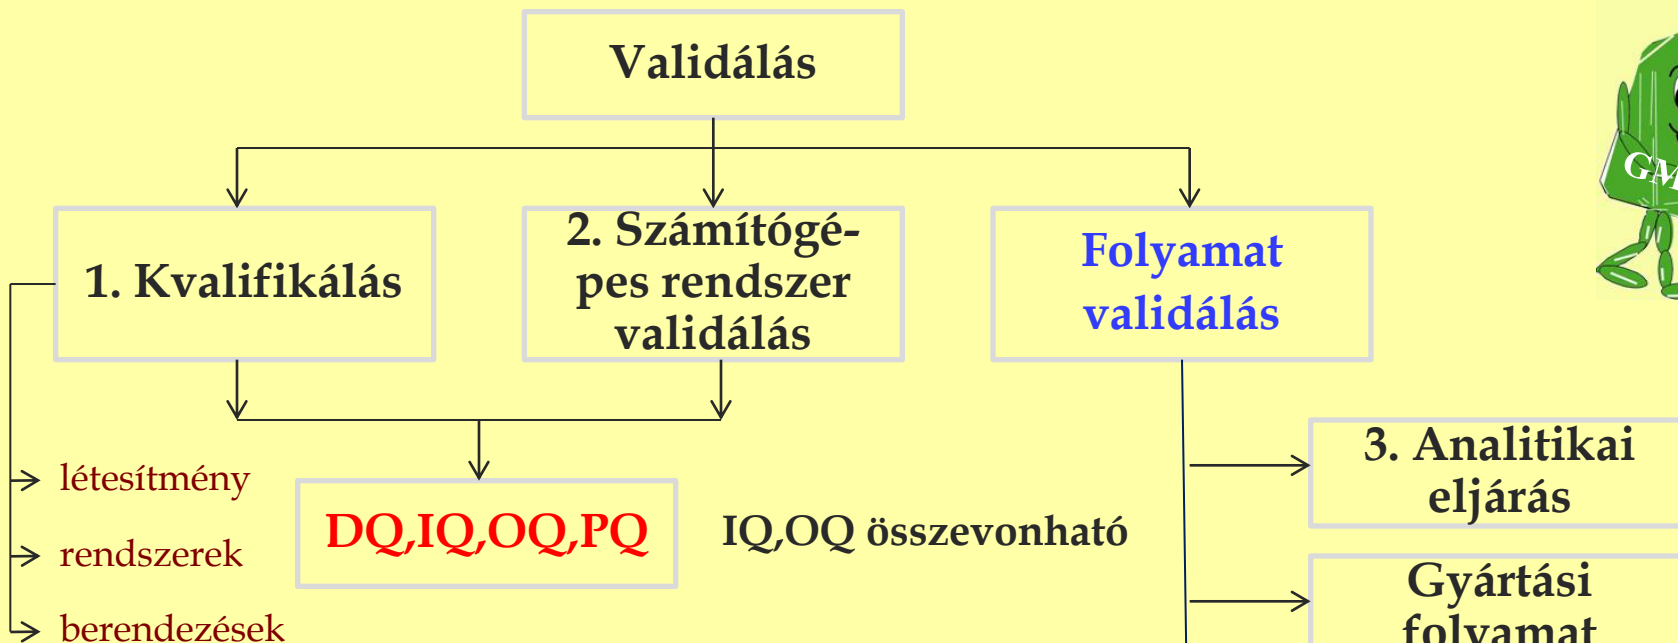 Validálás
1. Kvalifikálás
2. Számítógé-
pes rendszer
validálás
Folyamat
validálás
létesítmény
rendszerek
berendezések
DQ,IQ,OQ,PQ
IQ,OQ összevonható
3. Analitikai
eljárás
Gyártási
folyamat